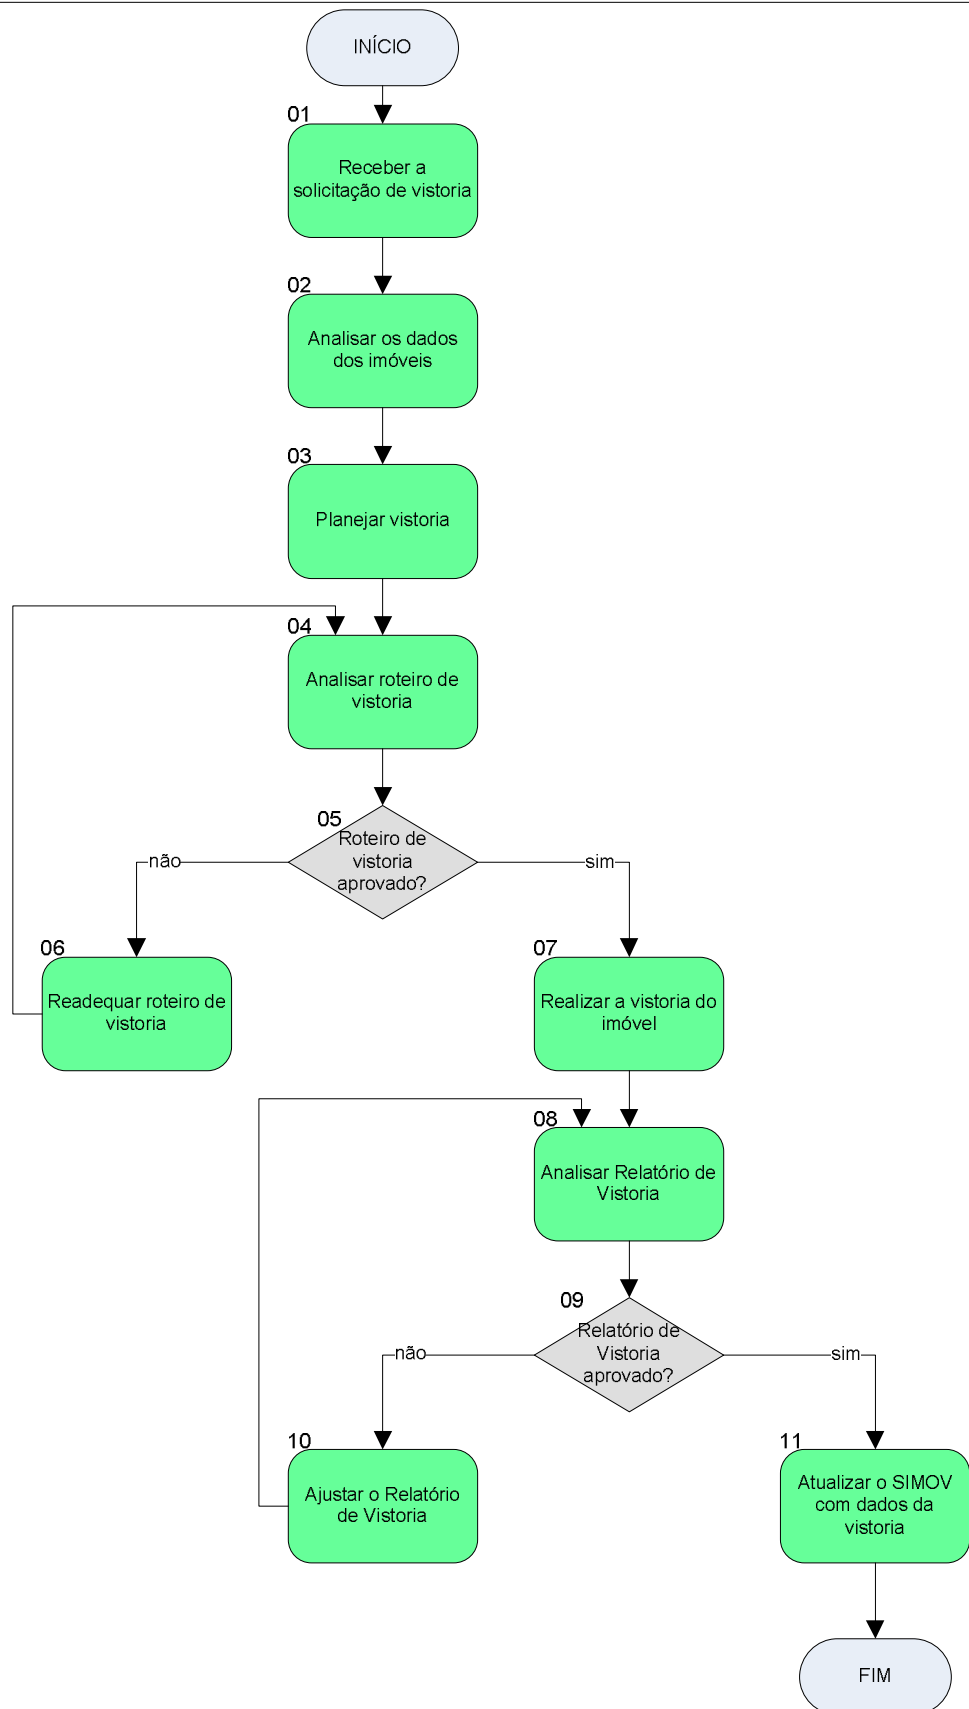 INÍCIO
01
Receber a
solicitação de vistoria
02
Analisar os dados
dos imóveis
03
Planejar vistoria
04
Analisar roteiro de
vistoria
05
Roteiro de
vistoria
aprovado?
não
sim
06
Readequar roteiro de
vistoria
07
Realizar a vistoria do
imóvel
08
Analisar Relatório de
Vistoria
09
Relatório de
Vistoria
aprovado?
não
sim
10
Ajustar o Relatório
de Vistoria
11
Atualizar o SIMOV
com dados da
vistoria
FIM